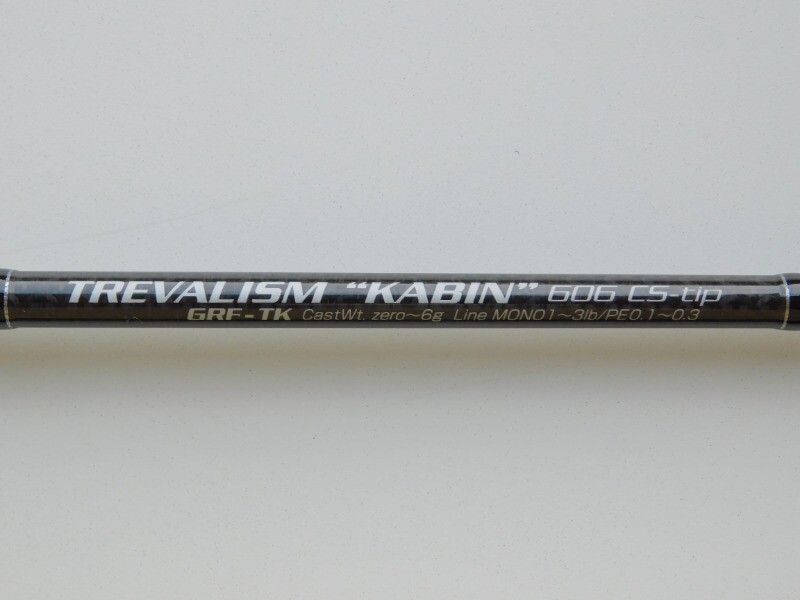 TREVALISM “KABIN” 606 CS-tip
GRF-TK CastWt. zero~6g Line MONO1~3lb/PE0.1~0.3